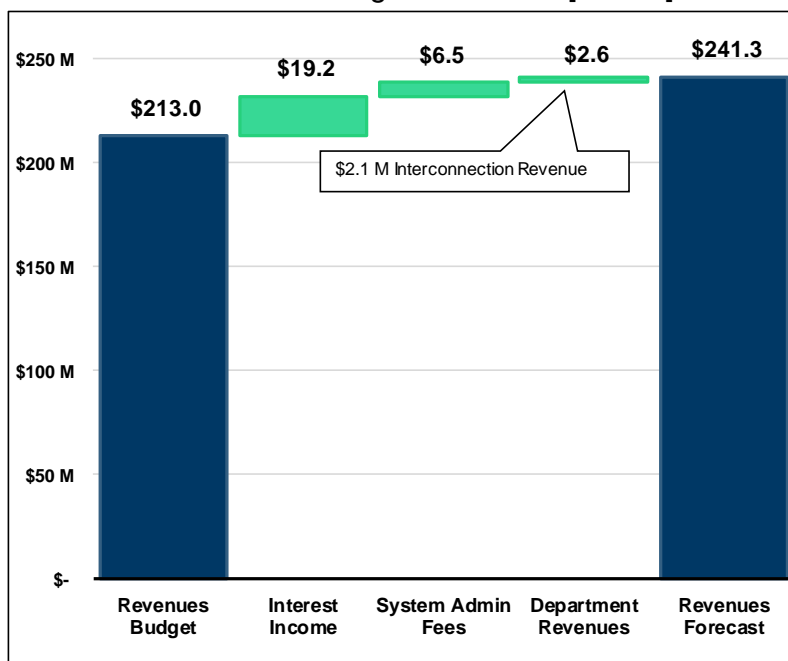 $250 M
$200 M
$150 M
$100 M
$50 M
$-
$213.0
$19.2
$6.5
$2.6
$241.3
$2.1 M Interconnection Revenue
Revenues
Budget
Interest
Income
System Admin
Fees
Department
Revenues
Revenues
Forecast